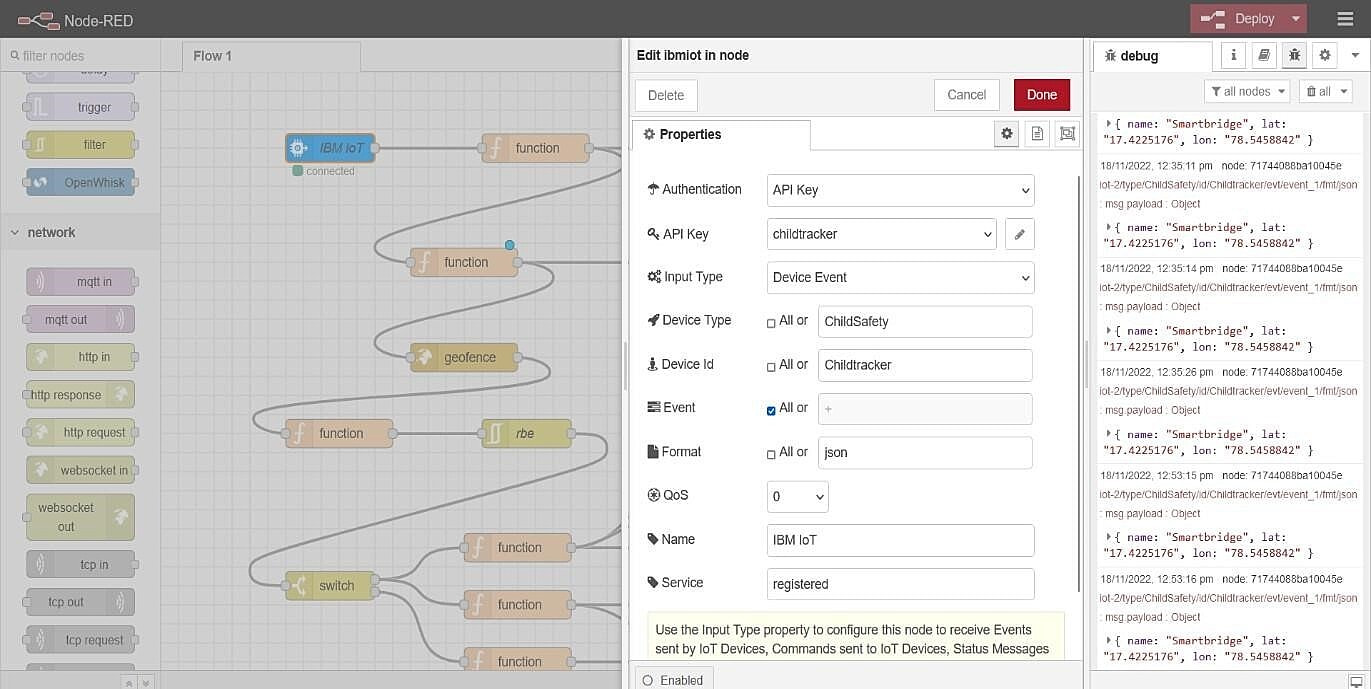 Node-RED
Deploy
filter nodes
Flow 1
Edit ibmiot in node
debug
delay
trigger
filter
OpenWhisk
network
mqtt in
mqtt out
http in
http response
http request
websocket in
websocket
out
tcp in
tcp out
tcp request
IBM IoT
connected
function
function
geofence
function
rbe
function
switch
function
function
Delete
Cancel
Done
Properties
Authentication
API Key
API Key
childtracker
Input Type
Device Event
Device Type
All or
ChildSafety
Device Id
All or
Childtracker
Event
All or
+
Format
All or
json
QoS
0
Name
IBM IoT
Service
registered
Use the Input Type property to configure this node to receive Events
sent by IoT Devices, Commands sent to IoT Devices, Status Messages
Enabled
i
all nodes
all
{ name: "Smartbridge", lat:
"17.4225176", lon: "78.5458842" }
18/11/2022, 12:35:11 pm node: 71744088ba10045e
iot-2/type/ChildSafety/id/Childtracker/evt/event_1/fmt/json
: msg.payload : Object
{ name: "Smartbridge", lat:
"17.4225176", lon: "78.5458842" }
18/11/2022, 12:35:14 pm node: 71744088ba10045e
iot-2/type/ChildSafety/id/Childtracker/evt/event_1/fmt/json
: msg.payload : Object
{ name: "Smartbridge", lat:
"17.4225176", lon: "78.5458842" }
18/11/2022, 12:35:26 pm node: 71744088ba10045e
iot-2/type/ChildSafety/id/Childtracker/evt/event_1/fmt/json
: msg.payload : Object
{ name: "Smartbridge", lat:
"17.4225176", lon: "78.5458842" }
18/11/2022, 12:53:15 pm node: 71744088ba10045e
iot-2/type/ChildSafety/id/Childtracker/evt/event_1/fmt/json
: msg.payload : Object
{ name: "Smartbridge", lat:
"17.4225176", lon: "78.5458842" }
18/11/2022, 12:53:16 pm node: 71744088ba10045e
iot-2/type/ChildSafety/id/Childtracker/evt/event_1/fmt/json
: msg.payload : Object
{ name: "Smartbridge", lat:
"17.4225176", lon: "78.5458842" }